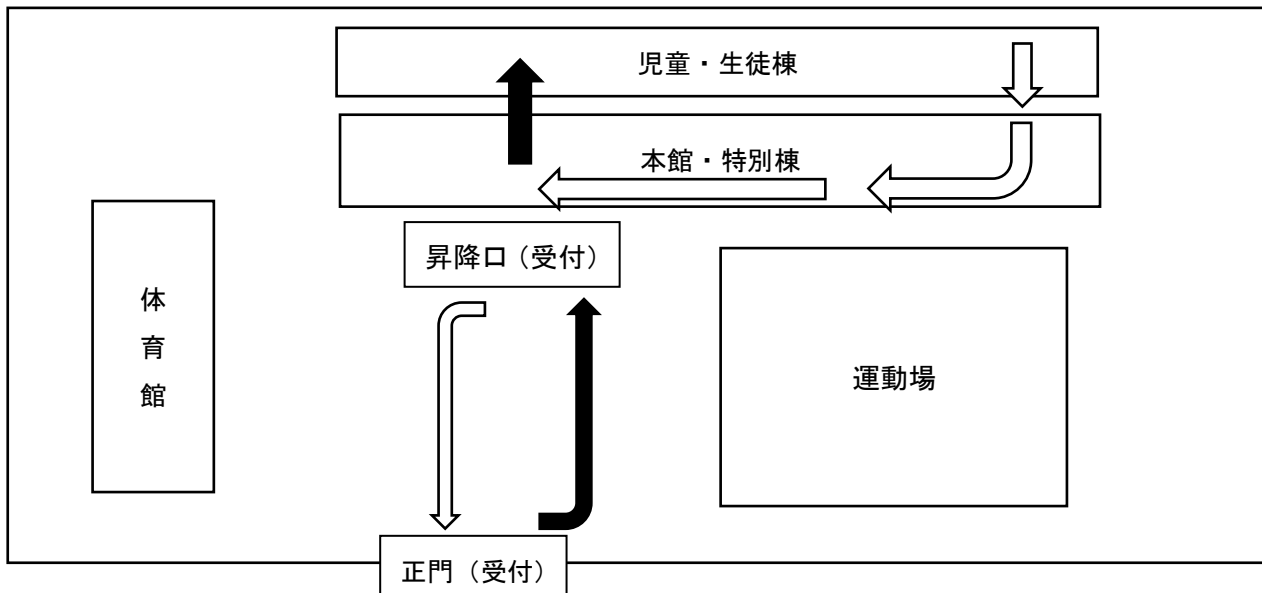 児童・生徒棟
本館・特別棟
昇降口（受付）
体育館
運動場
正門（受付）